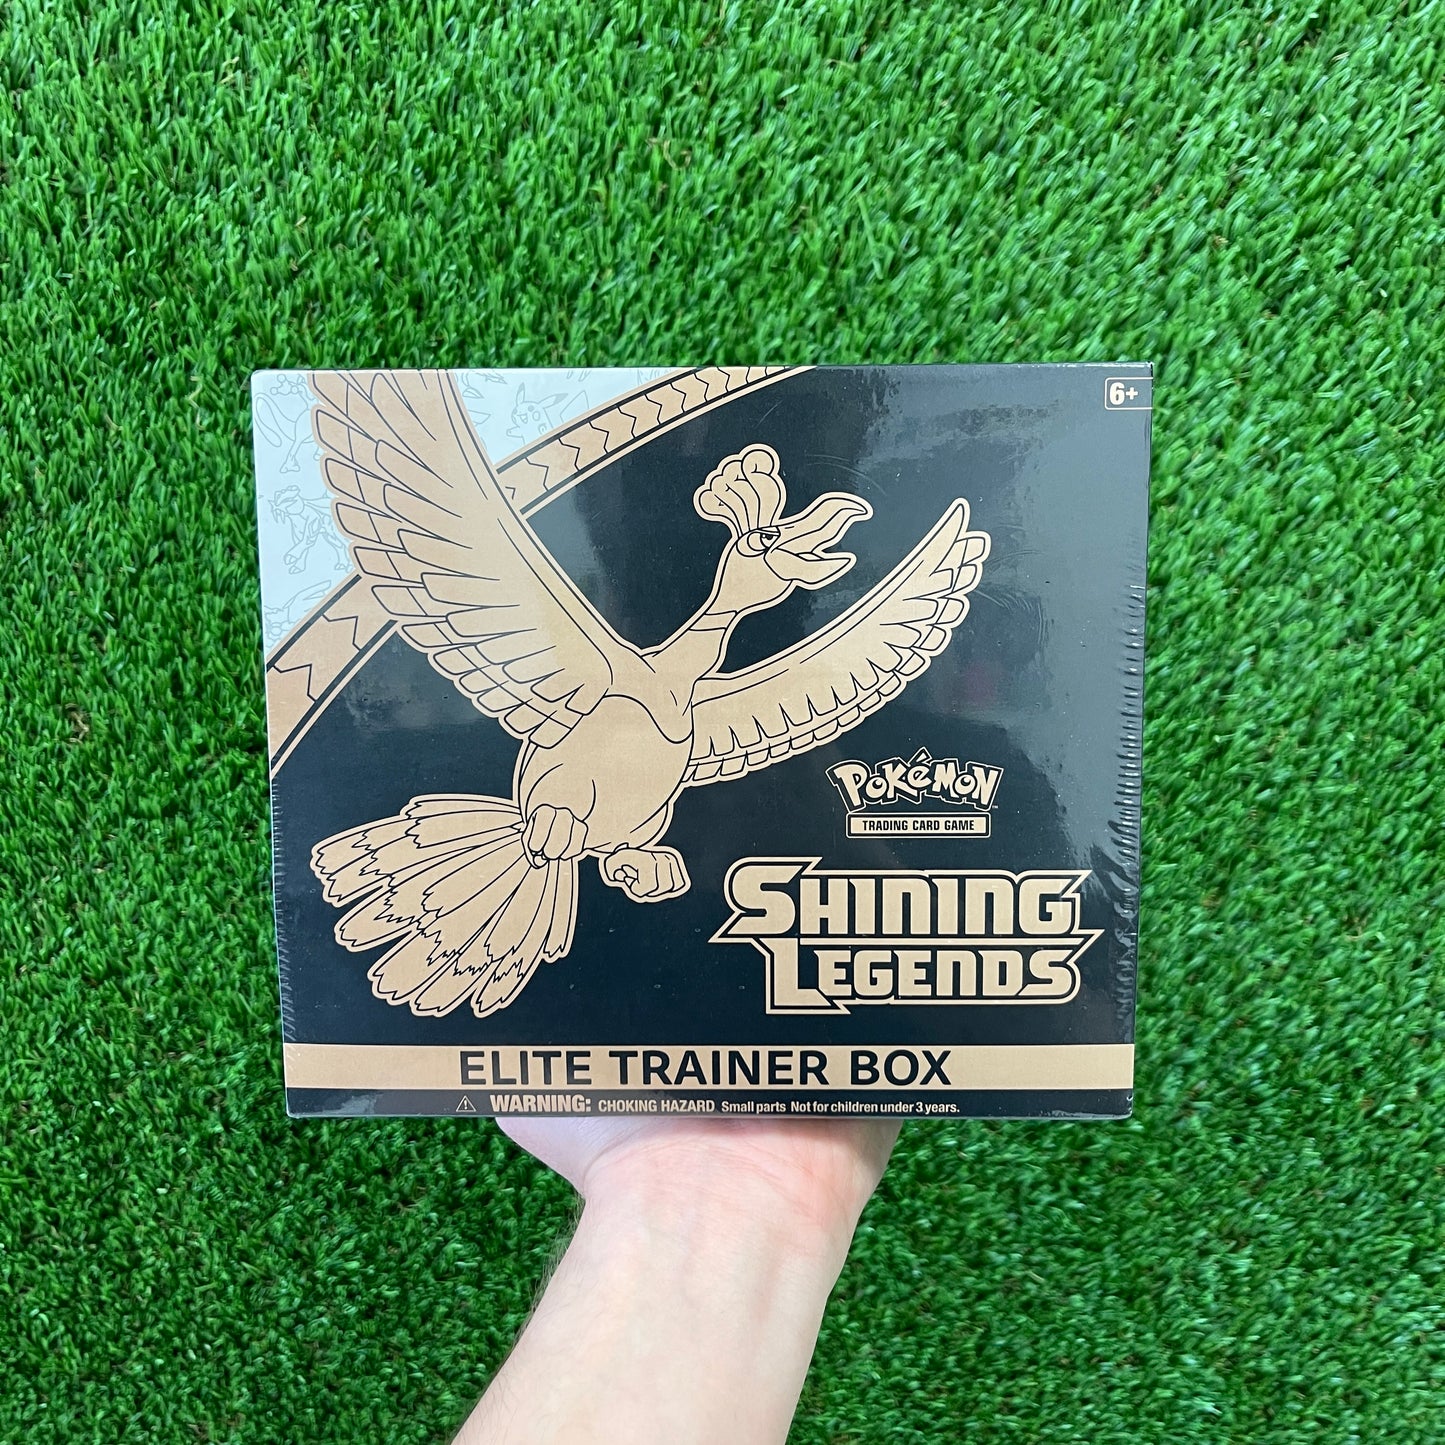 6+
POKéMON
TRADING CARD GAME
SHINING
LEGENDS
ELITE TRAINER BOX
WARNING: CHOKING HAZARD Small parts Not for children under 3 years.